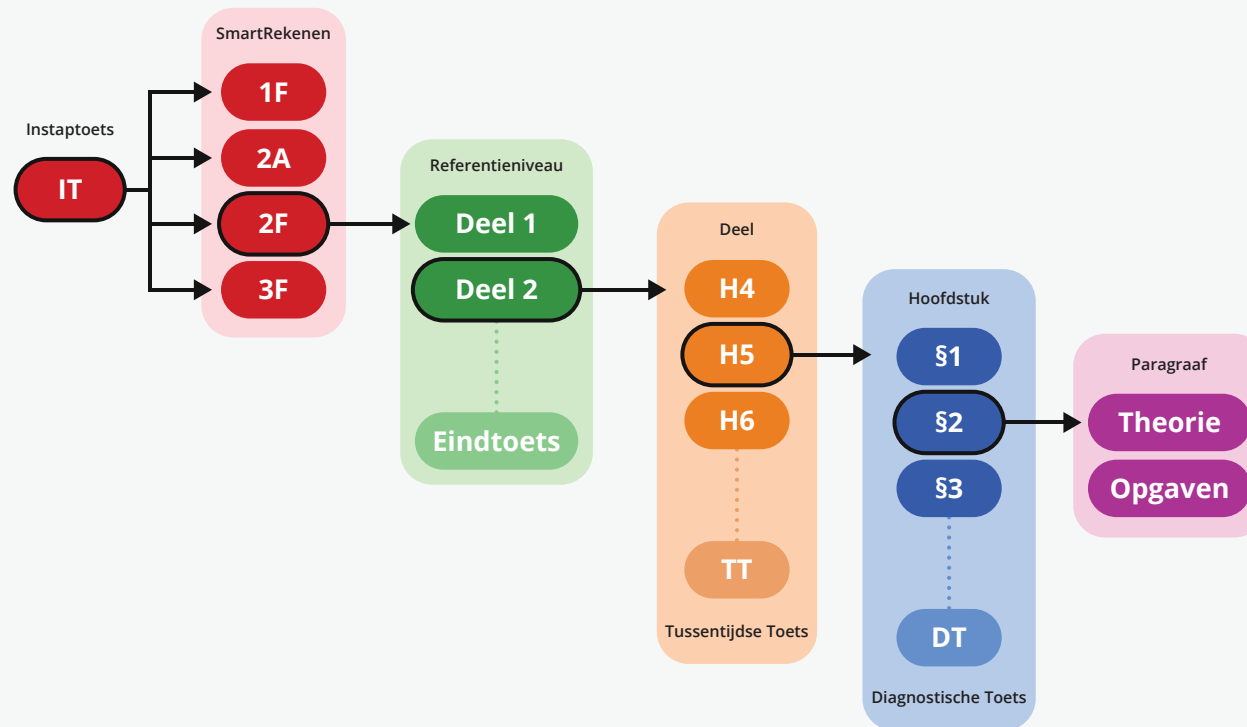 Instaptoets
IT
SmartRekenen
1F
2A
2F
3F
Referentieniveau
Deel 1
Deel 2
Eindtoets
Deel
H4
H5
H6
TT
Tussentijdse Toets
Hoofdstuk
§1
§2
§3
DT
Diagnostische Toets
Paragraaf
Theorie
Opgaven